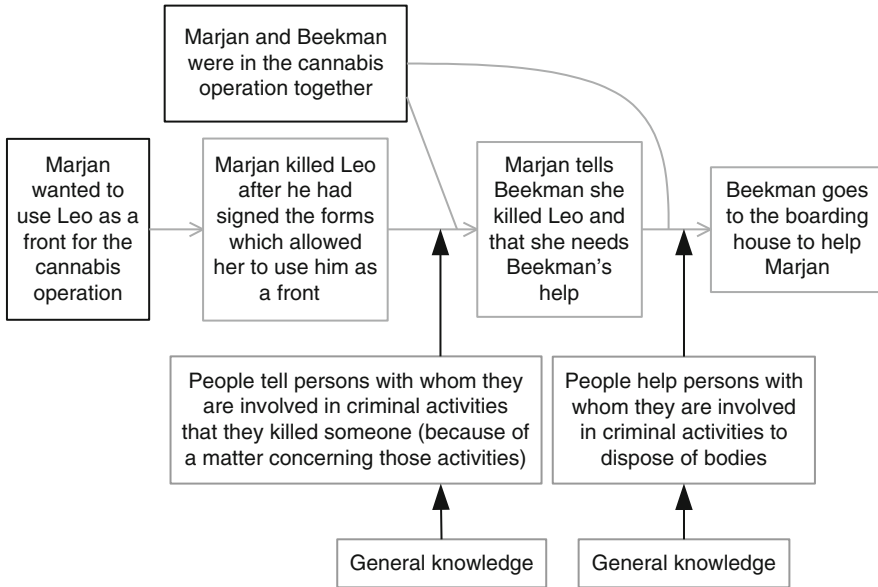 Marjan and Beekman
were in the cannabis
operation together
Marjan
wanted to
use Leo as a
front for the
cannabis
operation
Marjan killed Leo
after he had
signed the forms
which allowed
her to use him as
a front
Marjan tells
Beekman she
killed Leo and
that she needs
Beekman's
help
Beekman goes
to the boarding
house to help
Marjan
People tell persons with whom they
are involved in criminal activities
that they killed someone (because of
a matter concerning those activities)
People help persons with
whom they are involved
in criminal activities to
dispose of bodies
General knowledge
General knowledge